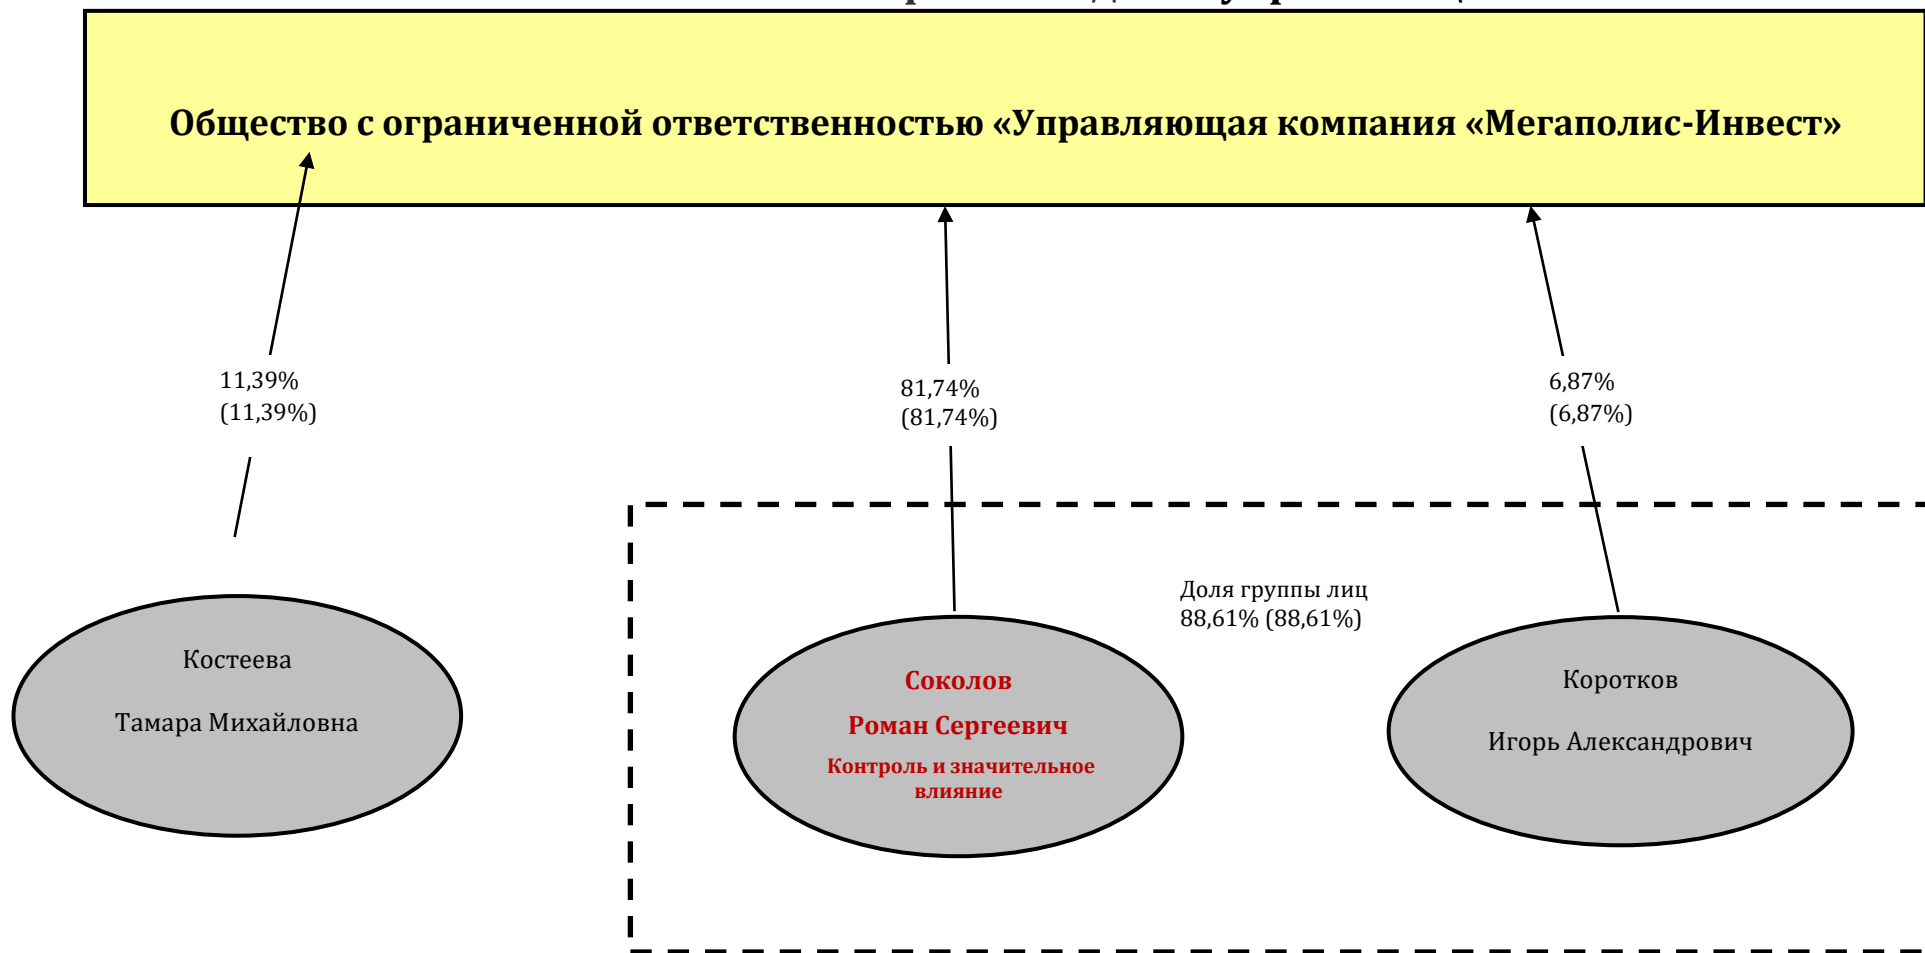 Общество с ограниченной ответственностью «Управляющая компания «Мегаполис-Инвест»
11,39%
(11,39%)
81,74%
(81,74%)
6,87%
(6,87%)
Доля группы лиц
88,61% (88,61%)
Костеева
Тамара Михайловна
Соколов
Роман Сергеевич
Контроль и значительное
влияние
Коротков
Игорь Александрович